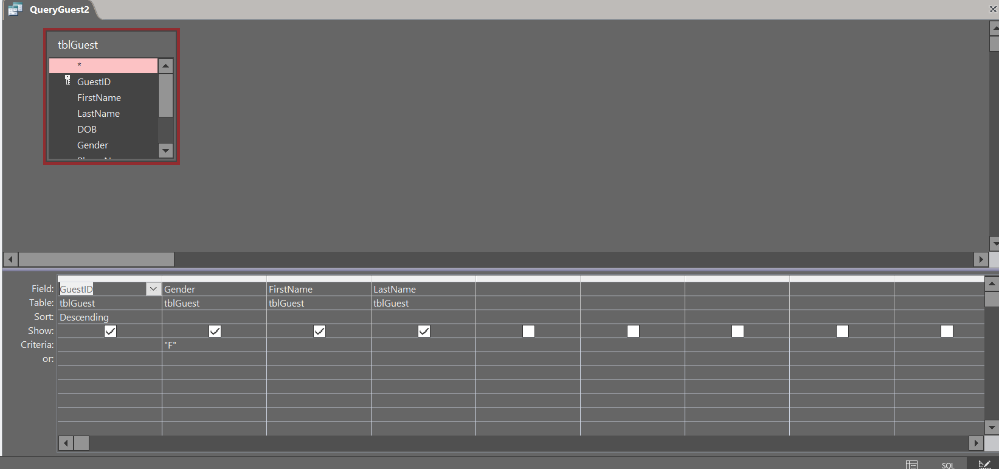 QueryGuest2
tblGuest
*
GuestID
FirstName
LastName
DOB
Gender
Field: GuestID Gender FirstName LastName
Table: tblGuest tblGuest tblGuest tblGuest
Sort: Descending
Show:
Criteria: "F"
or:
SQL